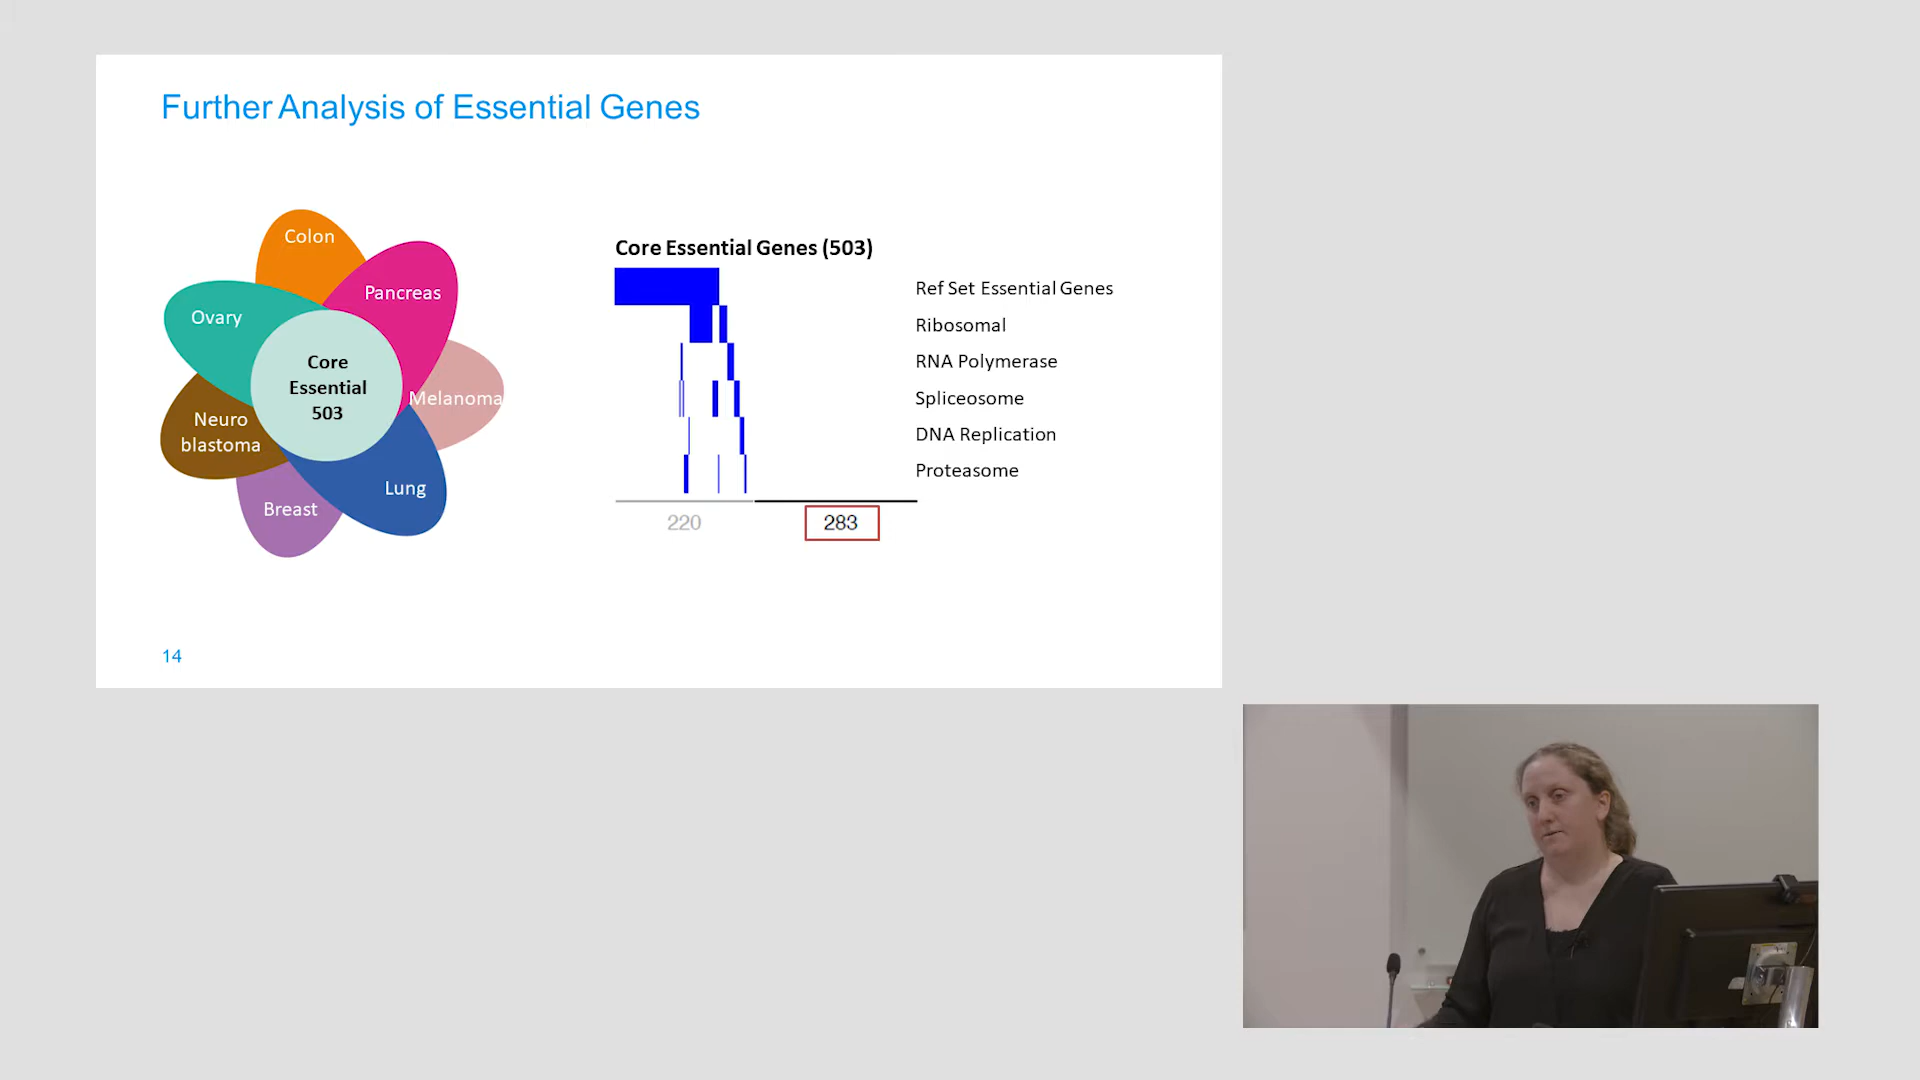 Further Analysis of Essential Genes
Colon
Pancreas
Ovary
Core
Essential
503
Melanoma
Neuro
blastoma
Lung
Breast
Core Essential Genes (503)
Ref Set Essential Genes
Ribosomal
RNA Polymerase
Spliceosome
DNA Replication
Proteasome
220
283
14